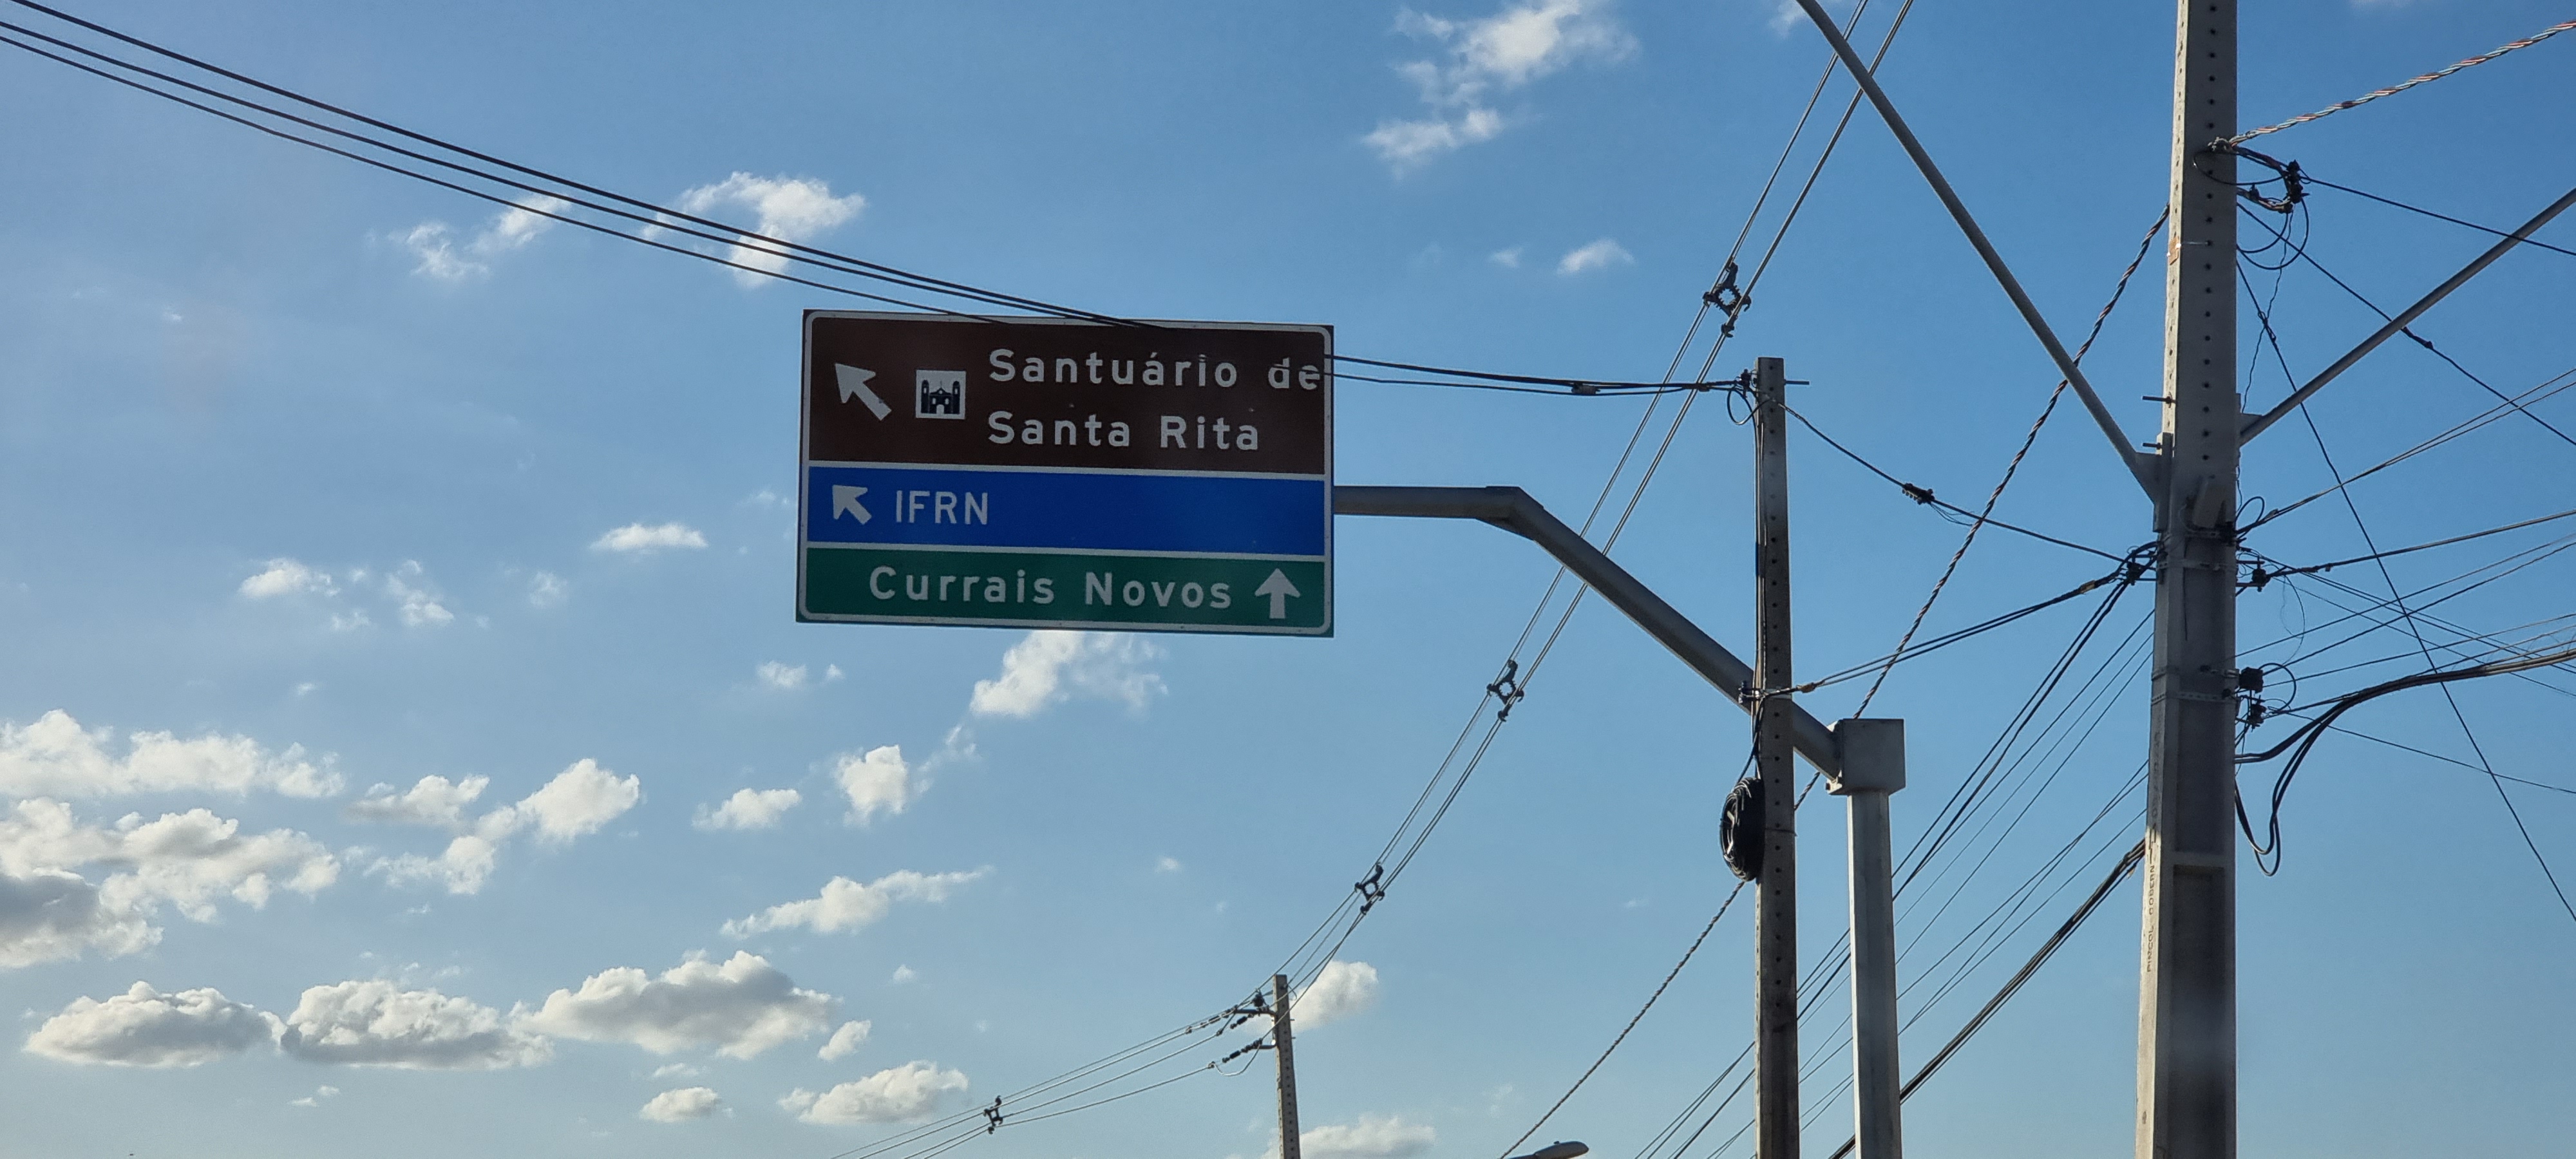 Santuário de
Santa Rita
IFRN
Currais Novos